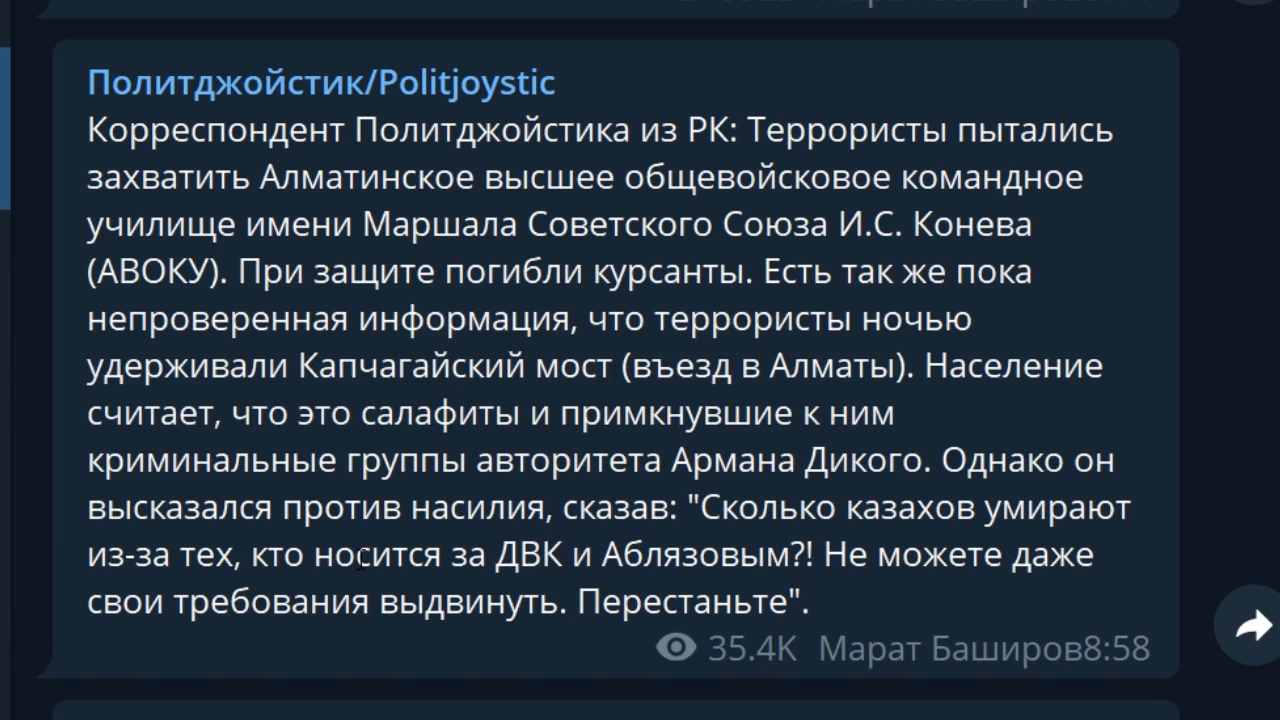 Политджойстик/Politjoystic
Корреспондент Политджойстика из РК: Террористы пытались
захватить Алматинское высшее общевойсковое командное
училище имени Маршала Советского Союза И.С. Конева
(АВОКУ). При защите погибли курсанты. Есть так же пока
непроверенная информация, что террористы ночью
удерживали Капчагайский мост (въезд в Алматы). Население
считает, что это салафиты и примкнувшие к ним
криминальные группы авторитета Армана Дикого. Однако он
высказался против насилия, сказав: "Сколько казахов умирают
из-за тех, кто носится за ДВК и Аблязовым?! Не можете даже
свои требования выдвинуть. Перестаньте".
35.4K Марат Баширов8:58